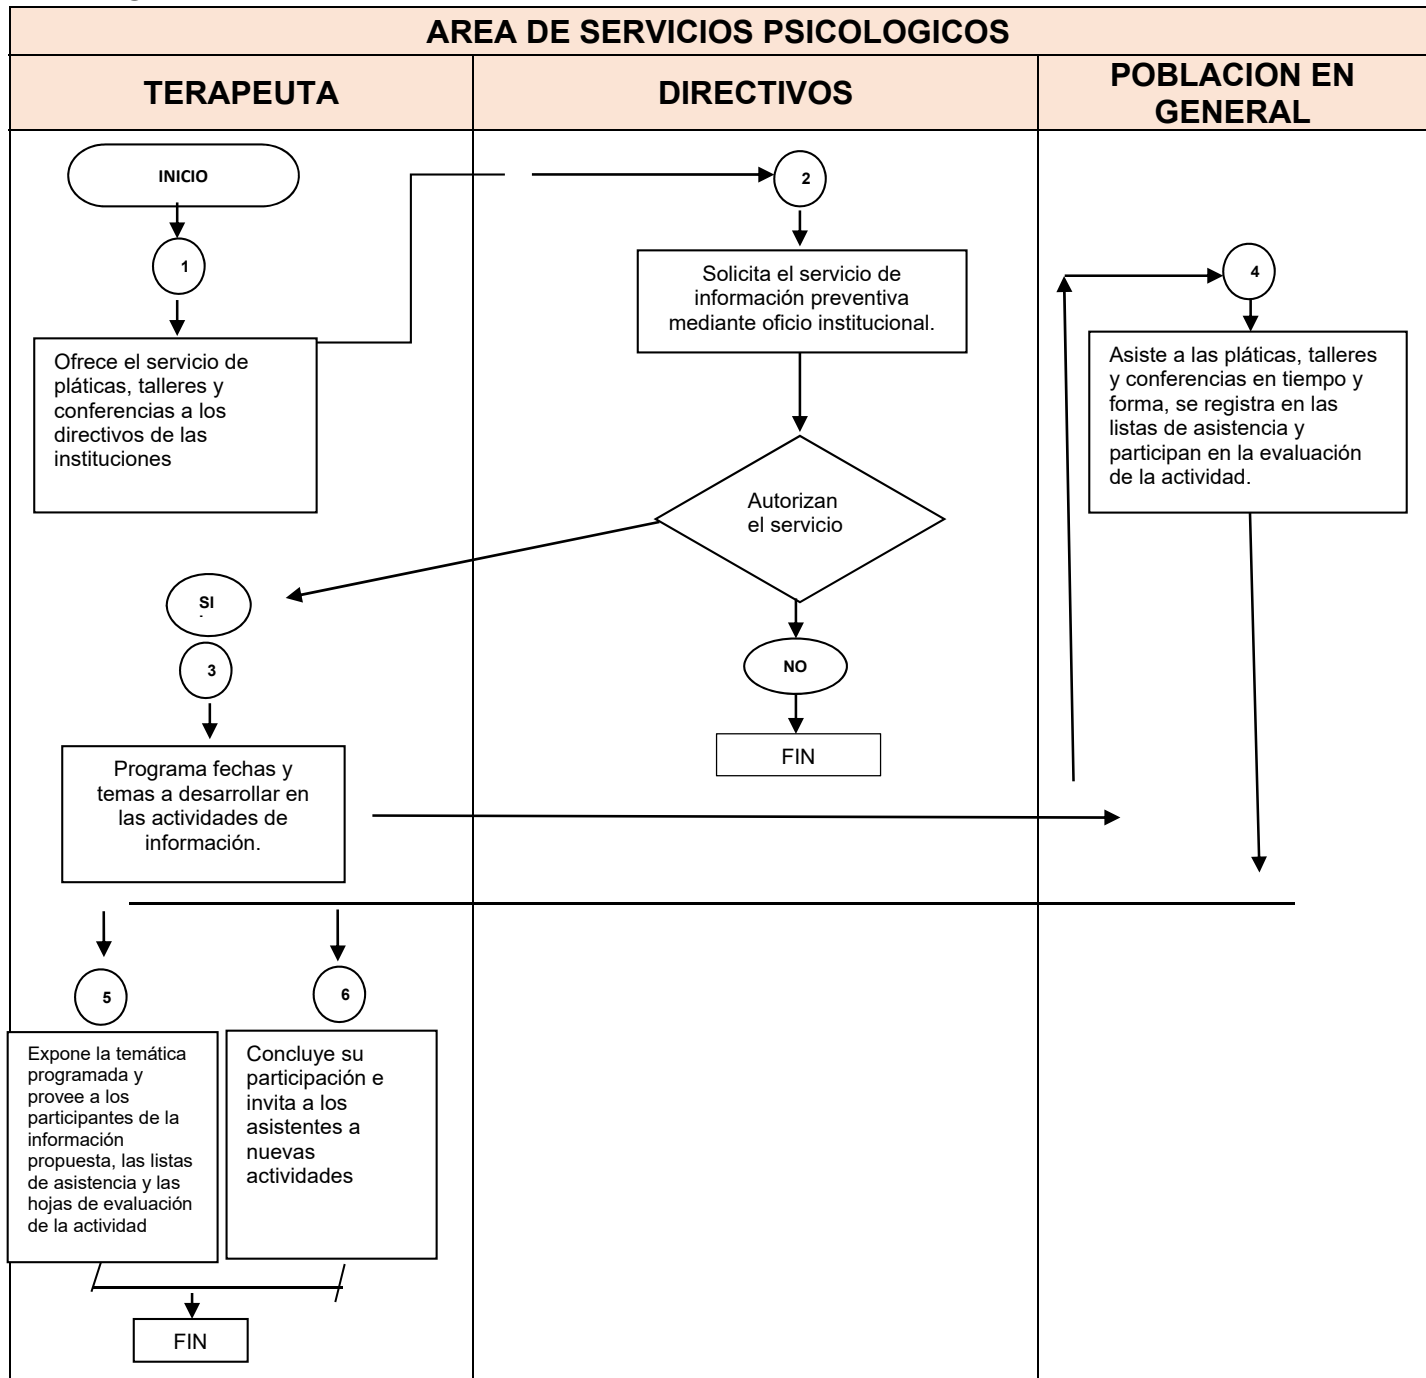 AREA DE SERVICIOS PSICOLOGICOS
TERAPEUTA
DIRECTIVOS
POBLACION EN
GENERAL
INICIO
1
Ofrece el servicio de
pláticas, talleres y
conferencias a los
directivos de las
instituciones
2
Solicita el servicio de
información preventiva
mediante oficio institucional.
Autorizan
el servicio
NO
FIN
SI
3
Programa fechas y
temas a desarrollar en
las actividades de
información.
4
Asiste a las pláticas, talleres
y conferencias en tiempo y
forma, se registra en las
listas de asistencia y
participan en la evaluación
de la actividad.
5
Expone la temática
programada y
provee a los
participantes de la
información
propuesta, las listas
de asistencia y las
hojas de evaluación
de la actividad
6
Concluye su
participación e
invita a los
asistentes a
nuevas
actividades
FIN